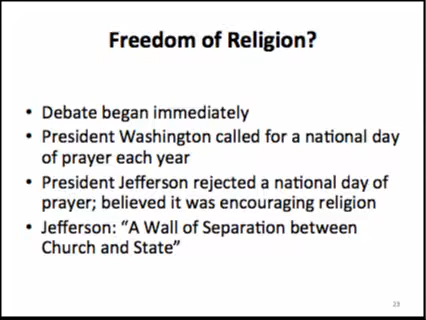 Freedom of Religion?
• Debate began immediately
• President Washington called for a national day
of prayer each year
• President Jefferson rejected a national day of
prayer; believed it was encouraging religion
• Jefferson: “A Wall of Separation between
Church and State”
23